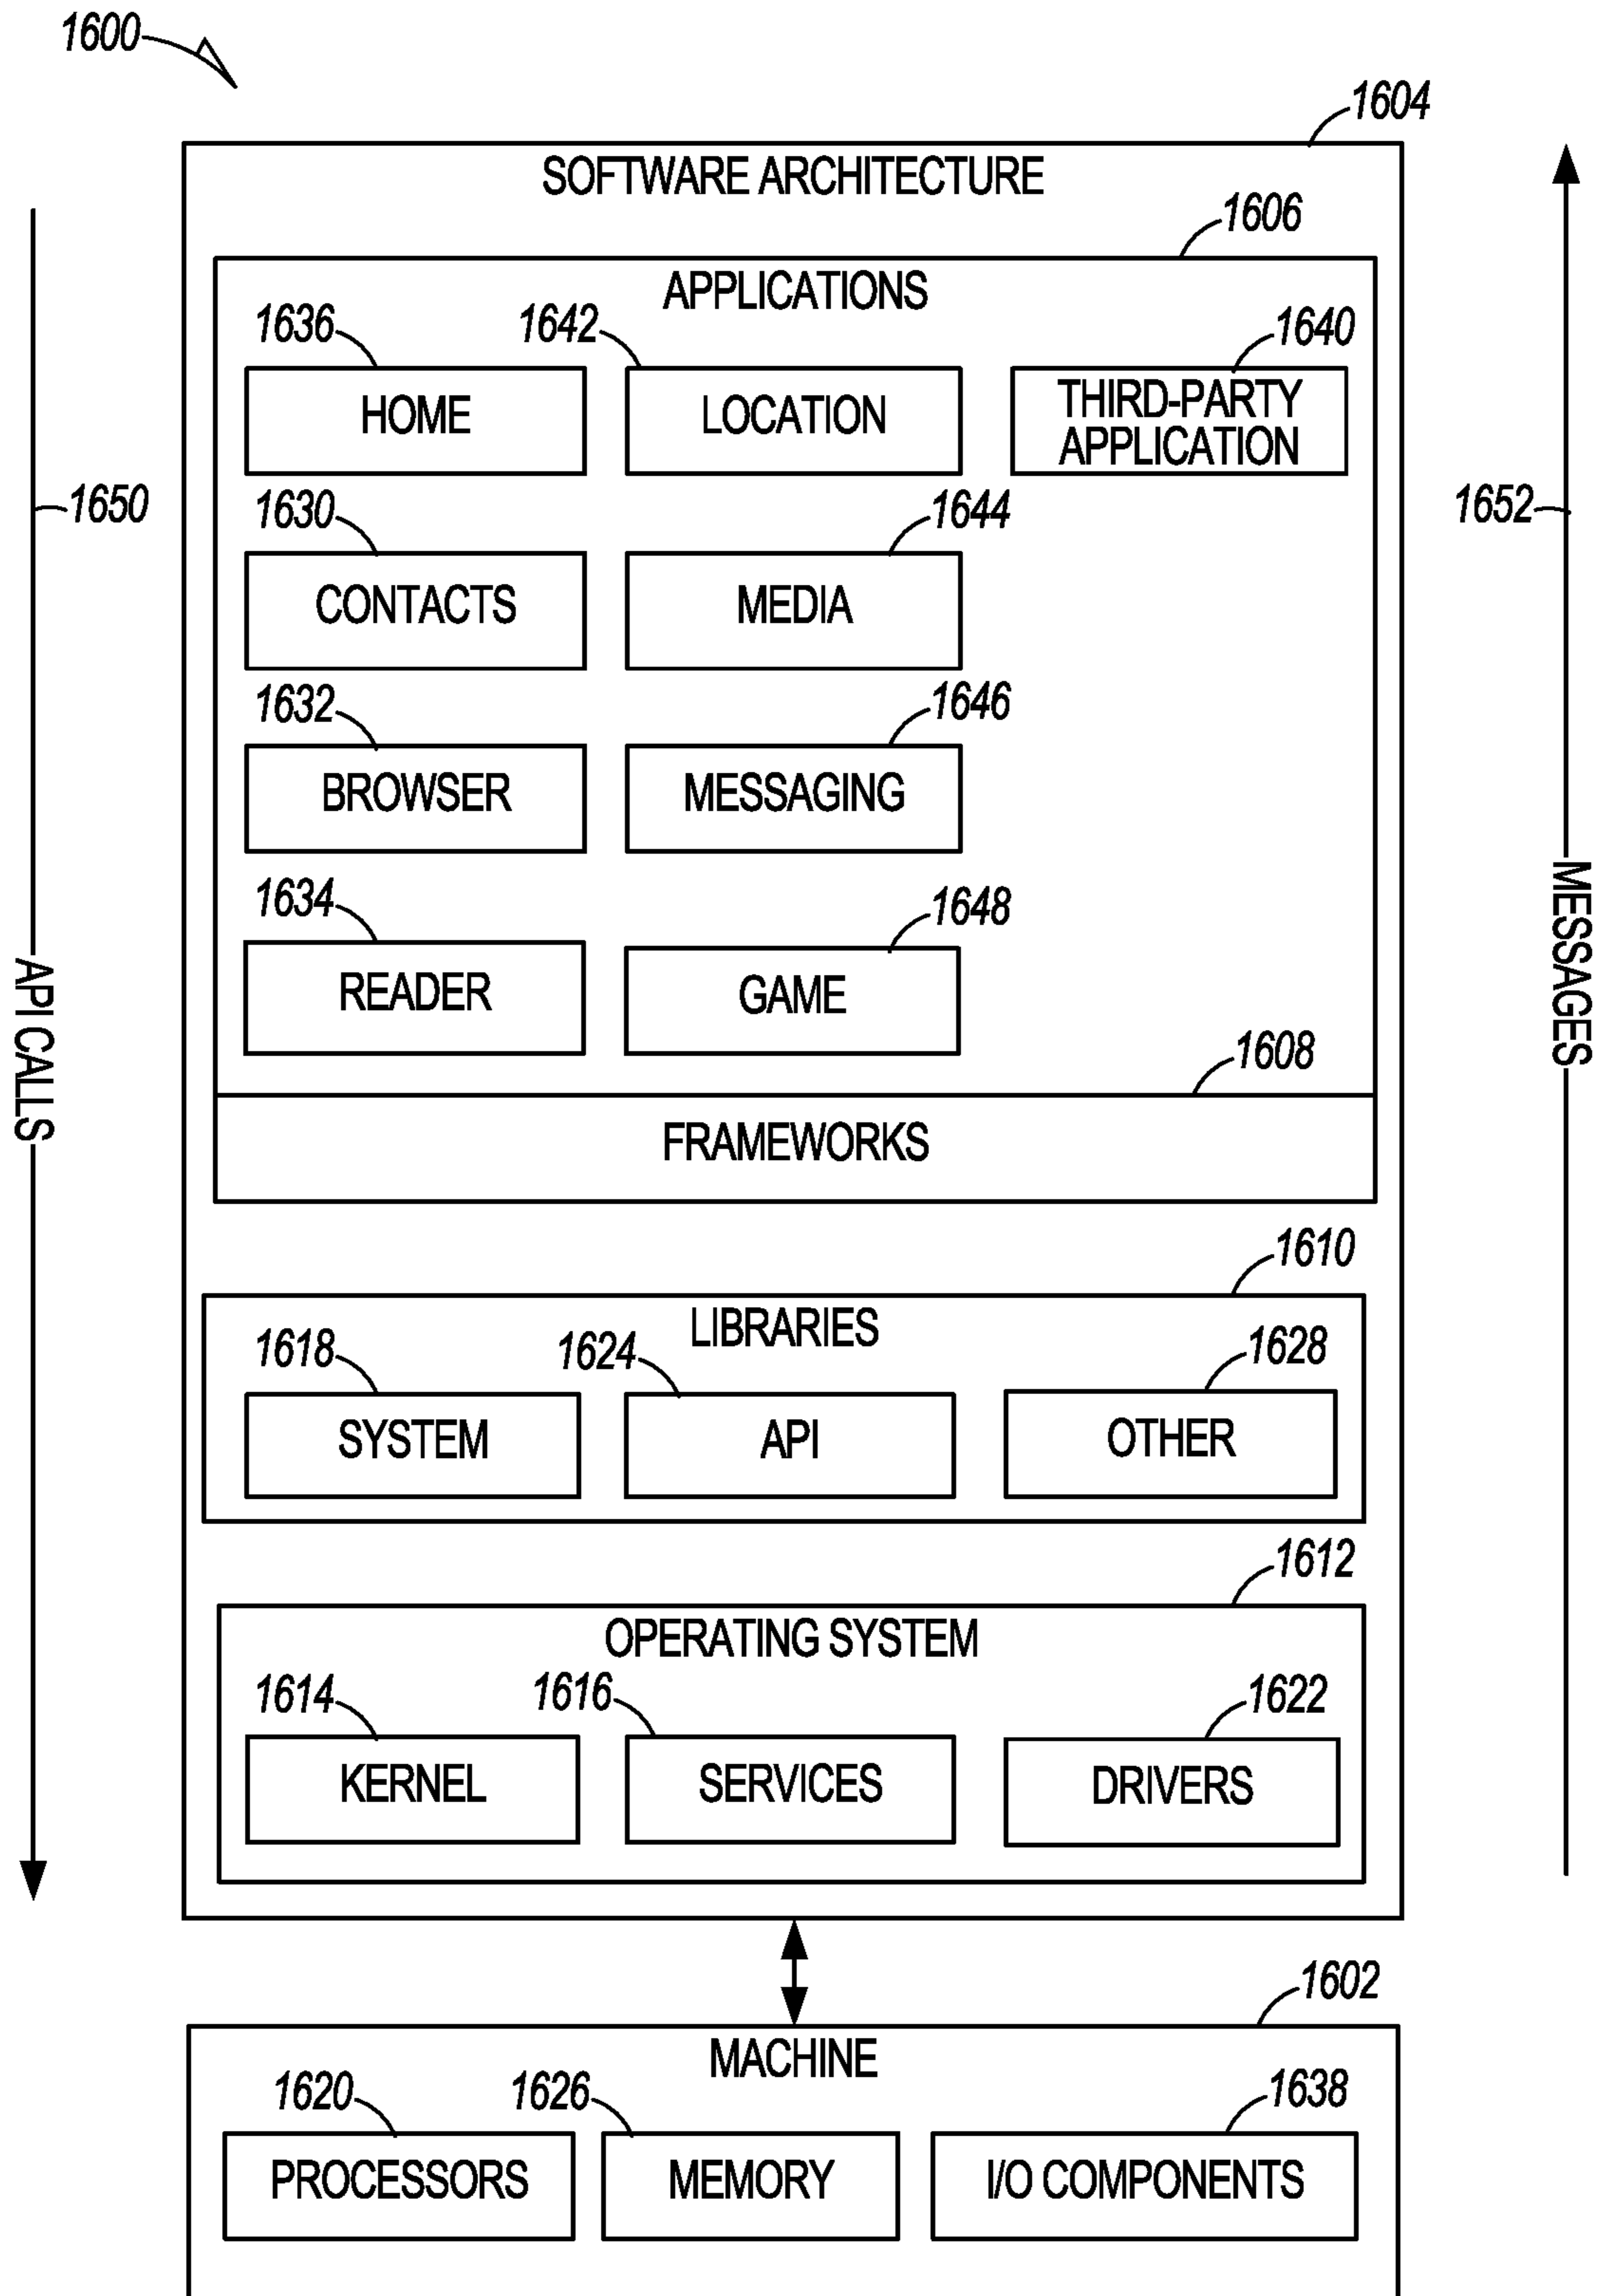 1600
1604
SOFTWARE ARCHITECTURE
1606
APPLICATIONS
1636
1642
1640
HOME
LOCATION
THIRD-PARTY
APPLICATION
1650
1652
1630
1644
CONTACTS
MEDIA
1632
1646
BROWSER
MESSAGING
1634
1648
READER
GAME
API CALLS
MESSAGES
1608
FRAMEWORKS
1610
LIBRARIES
1618
1624
1628
SYSTEM
API
OTHER
1612
OPERATING SYSTEM
1614
1616
1622
KERNEL
SERVICES
DRIVERS
1602
MACHINE
1620
1626
1638
PROCESSORS
MEMORY
I/O COMPONENTS